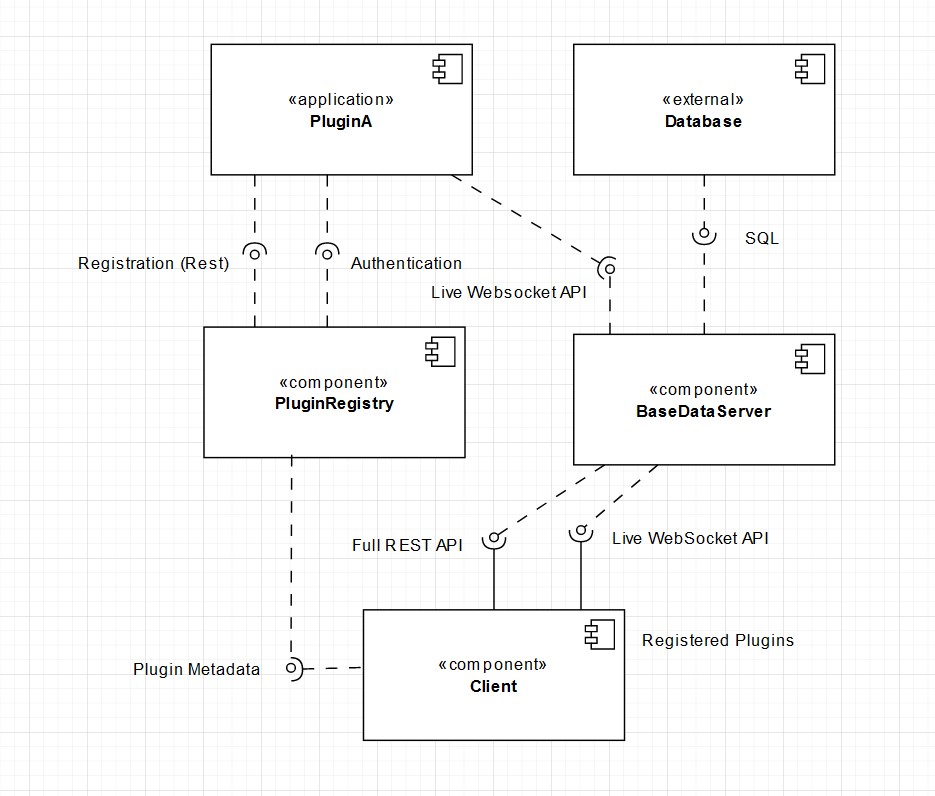 «application»
PluginA
«external»
Database
SQL
Registration (Rest)
Authentication
Live Websocket API
«component»
PluginRegistry
«component»
BaseDataServer
Full REST API
Live WebSocket API
«component»
Client
Registered Plugins
Plugin Metadata